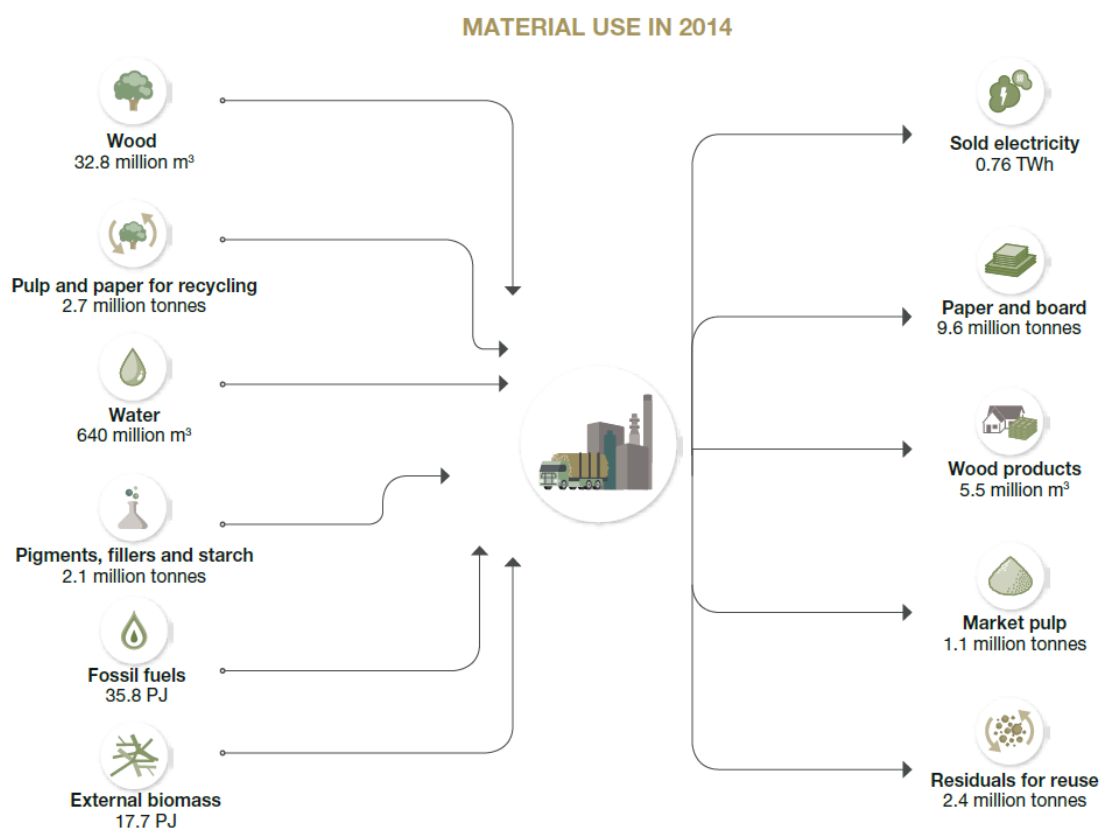 MATERIAL USE IN 2014
Wood
32.8 million m³
Pulp and paper for recycling
2.7 million tonnes
Water
640 million m³
Pigments, fillers and starch
2.1 million tonnes
Fossil fuels
35.8 PJ
External biomass
17.7 PJ
Sold electricity
0.76 TWh
Paper and board
9.6 million tonnes
Wood products
5.5 million m³
Market pulp
1.1 million tonnes
Residuals for reuse
2.4 million tonnes